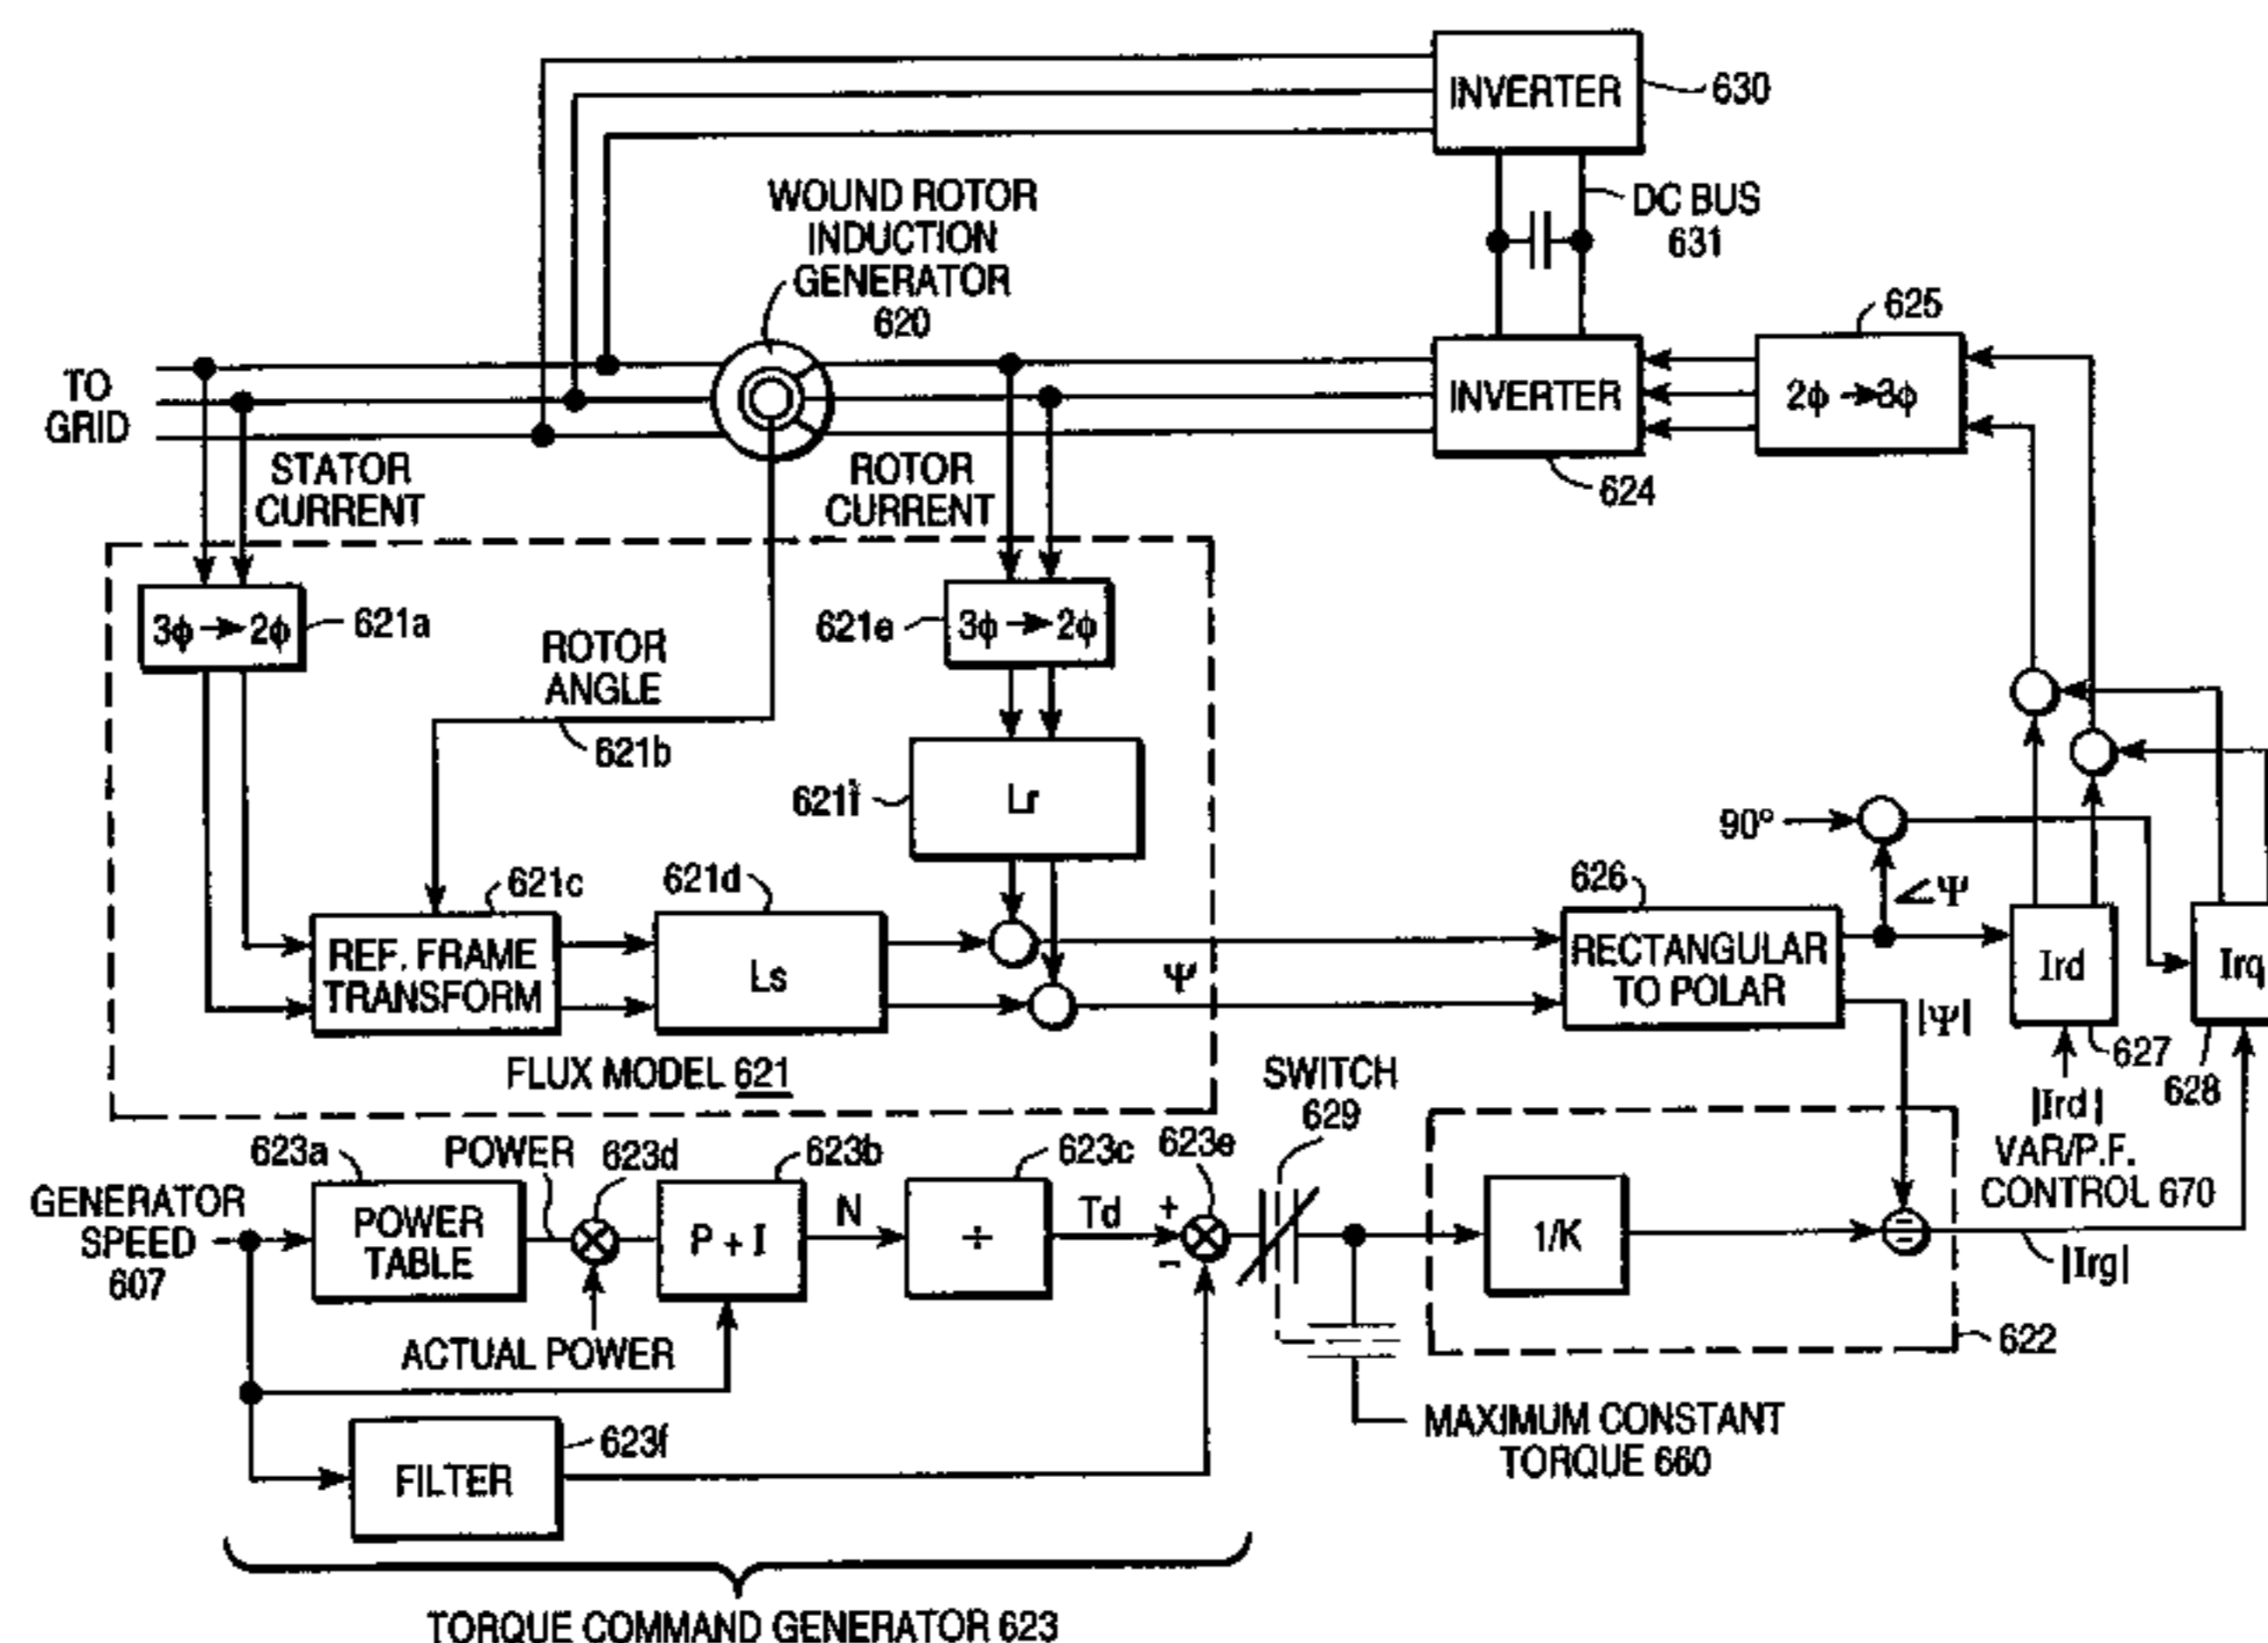 INVERTER
630
DC BUS
631
WOUND ROTOR
INDUCTION
GENERATOR
620
625
TO
GRID
INVERTER
2ϕ → 3ϕ
624
STATOR
CURRENT
ROTOR
CURRENT
3ϕ → 2ϕ
621a
621e
3ϕ → 2ϕ
ROTOR
ANGLE
621b
621f
Lr
90°
621c
621d
626
∠Ψ
REF. FRAME
TRANSFORM
Ls
Ψ
RECTANGULAR
TO POLAR
Ird
Irq
|Ψ|
627
628
FLUX MODEL 621
SWITCH
629
|Ird|
VAR/P.F.
CONTROL 670
623a
POWER
623d
623b
623c
623e
GENERATOR
SPEED
607
POWER
TABLE
P + I
N
÷
Td
+
−
1/K
|Irg|
622
ACTUAL POWER
MAXIMUM CONSTANT
TORQUE 660
623f
FILTER
TORQUE COMMAND GENERATOR 623